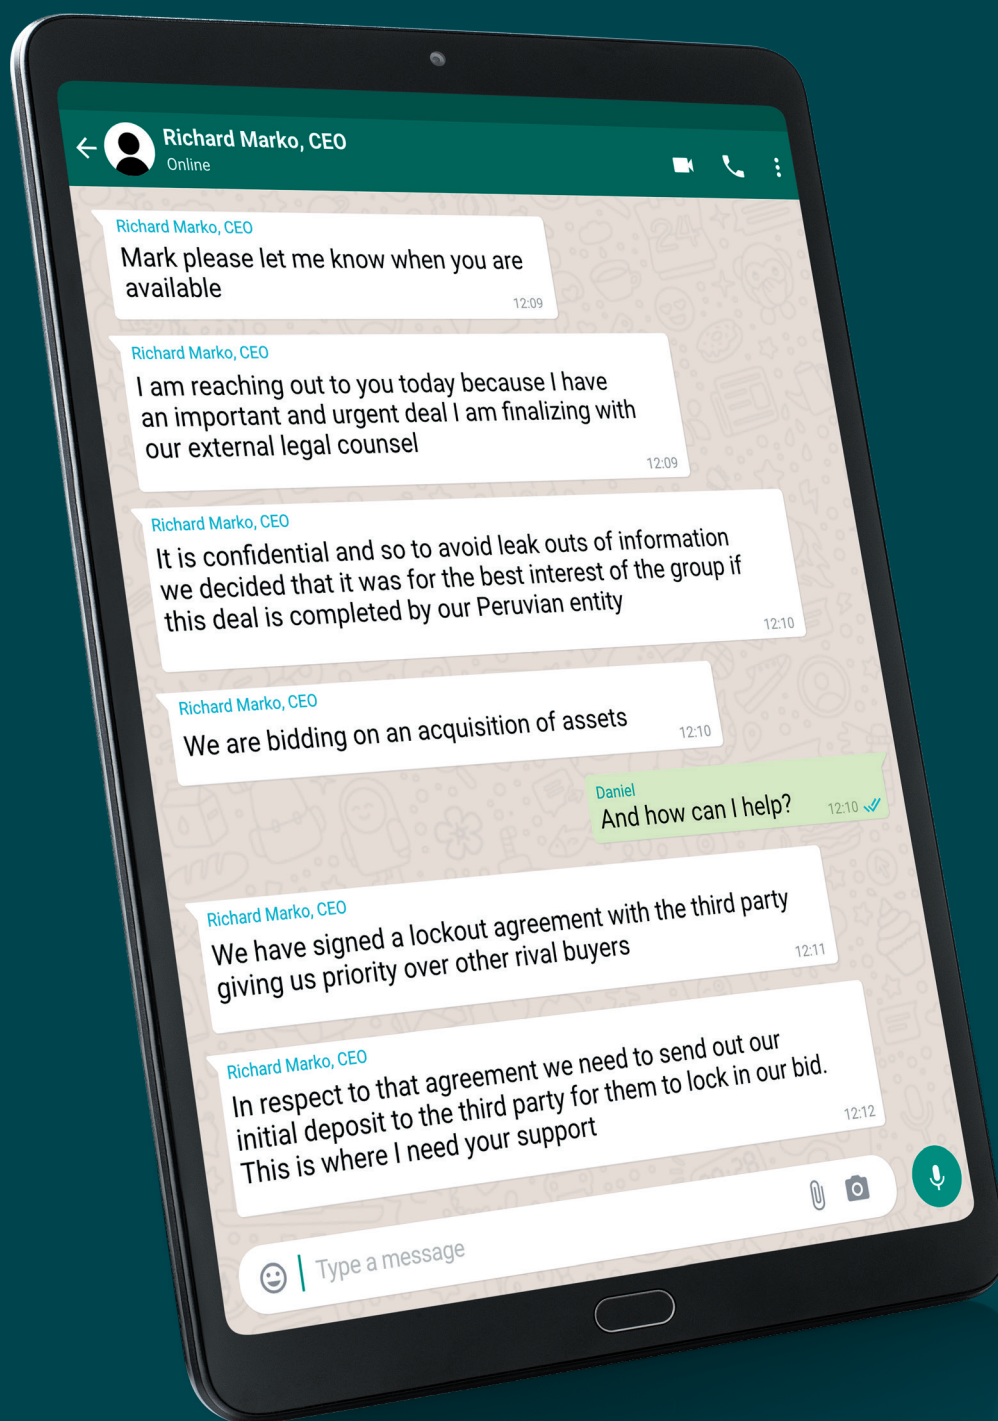 Richard Marko, CEO
Online
Richard Marko, CEO
Mark please let me know when you are
available
12:09
Richard Marko, CEO
I am reaching out to you today because I have
an important and urgent deal I am finalizing with
our external legal counsel
12:09
Richard Marko, CEO
It is confidential and so to avoid leak outs of information
we decided that it was for the best interest of the group if
this deal is completed by our Peruvian entity
12:10
Richard Marko, CEO
We are bidding on an acquisition of assets
12:10
Daniel
And how can I help?
12:10
Richard Marko, CEO
We have signed a lockout agreement with the third party
giving us priority over other rival buyers
12:11
Richard Marko, CEO
In respect to that agreement we need to send out our
initial deposit to the third party for them to lock in our bid.
This is where I need your support
12:12
Type a message